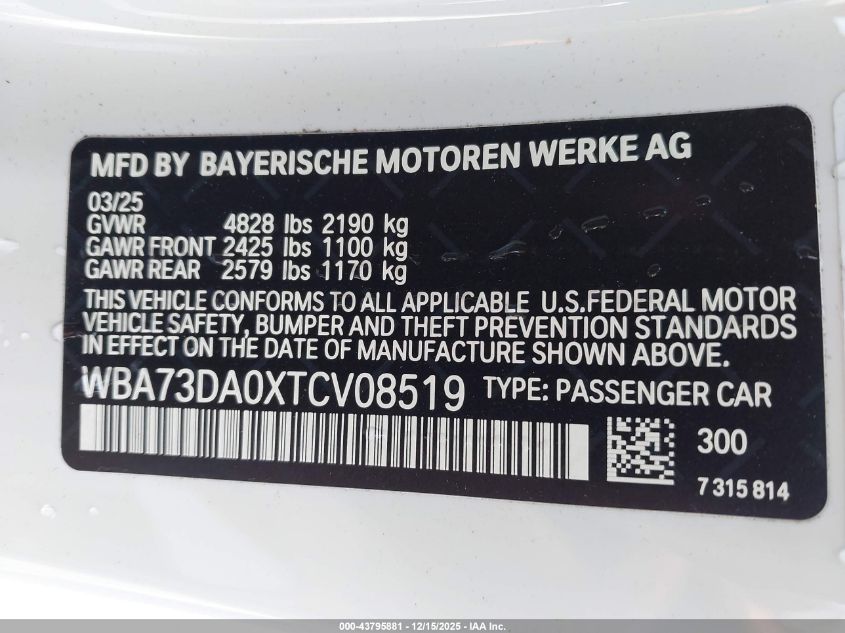 MFD BY BAYERISCHE MOTOREN WERKE AG
03/25
GVWR 4828 lbs 2190 kg
GAWR FRONT 2425 lbs 1100 kg
GAWR REAR 2579 lbs 1170 kg
THIS VEHICLE CONFORMS TO ALL APPLICABLE U.S.FEDERAL MOTOR
VEHICLE SAFETY, BUMPER AND THEFT PREVENTION STANDARDS
IN EFFECT ON THE DATE OF MANUFACTURE SHOWN ABOVE.
WBA73DA0XTCV08519 TYPE: PASSENGER CAR
300
7 315 814
000-43795881 - 12/15/2025 - IAA Inc.